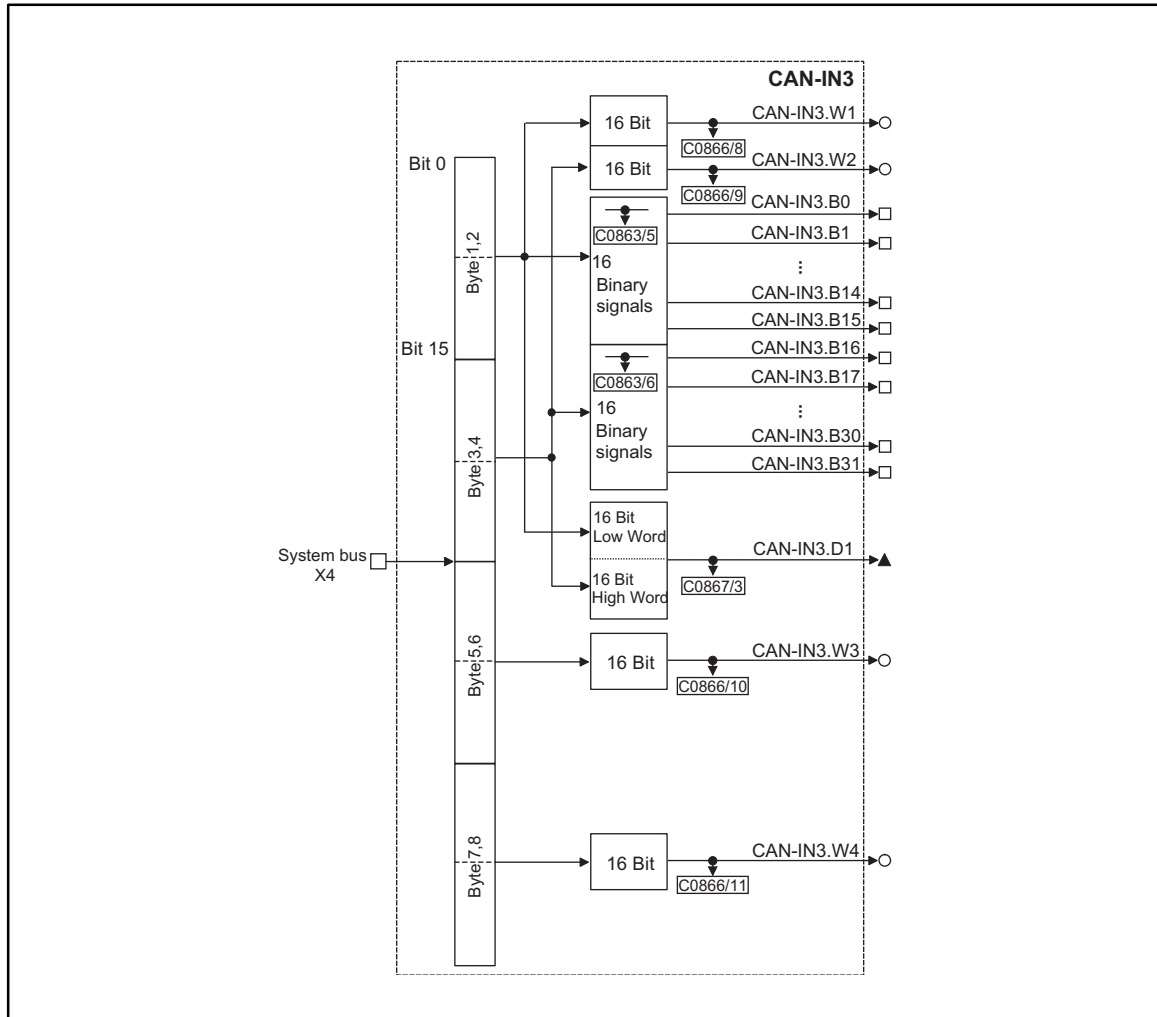 CAN-IN3
16 Bit
CAN-IN3.W1
C0866/8
Bit 0
16 Bit
CAN-IN3.W2
C0866/9
Byte 1,2
C0863/5
16
Binary
signals
CAN-IN3.B0
CAN-IN3.B1
...
CAN-IN3.B14
CAN-IN3.B15
Bit 15
Byte 3,4
C0863/6
16
Binary
signals
CAN-IN3.B16
CAN-IN3.B17
...
CAN-IN3.B30
CAN-IN3.B31
16 Bit
Low Word
16 Bit
High Word
CAN-IN3.D1
C0867/3
System bus
X4
Byte 5,6
16 Bit
CAN-IN3.W3
C0866/10
Byte 7,8
16 Bit
CAN-IN3.W4
C0866/11